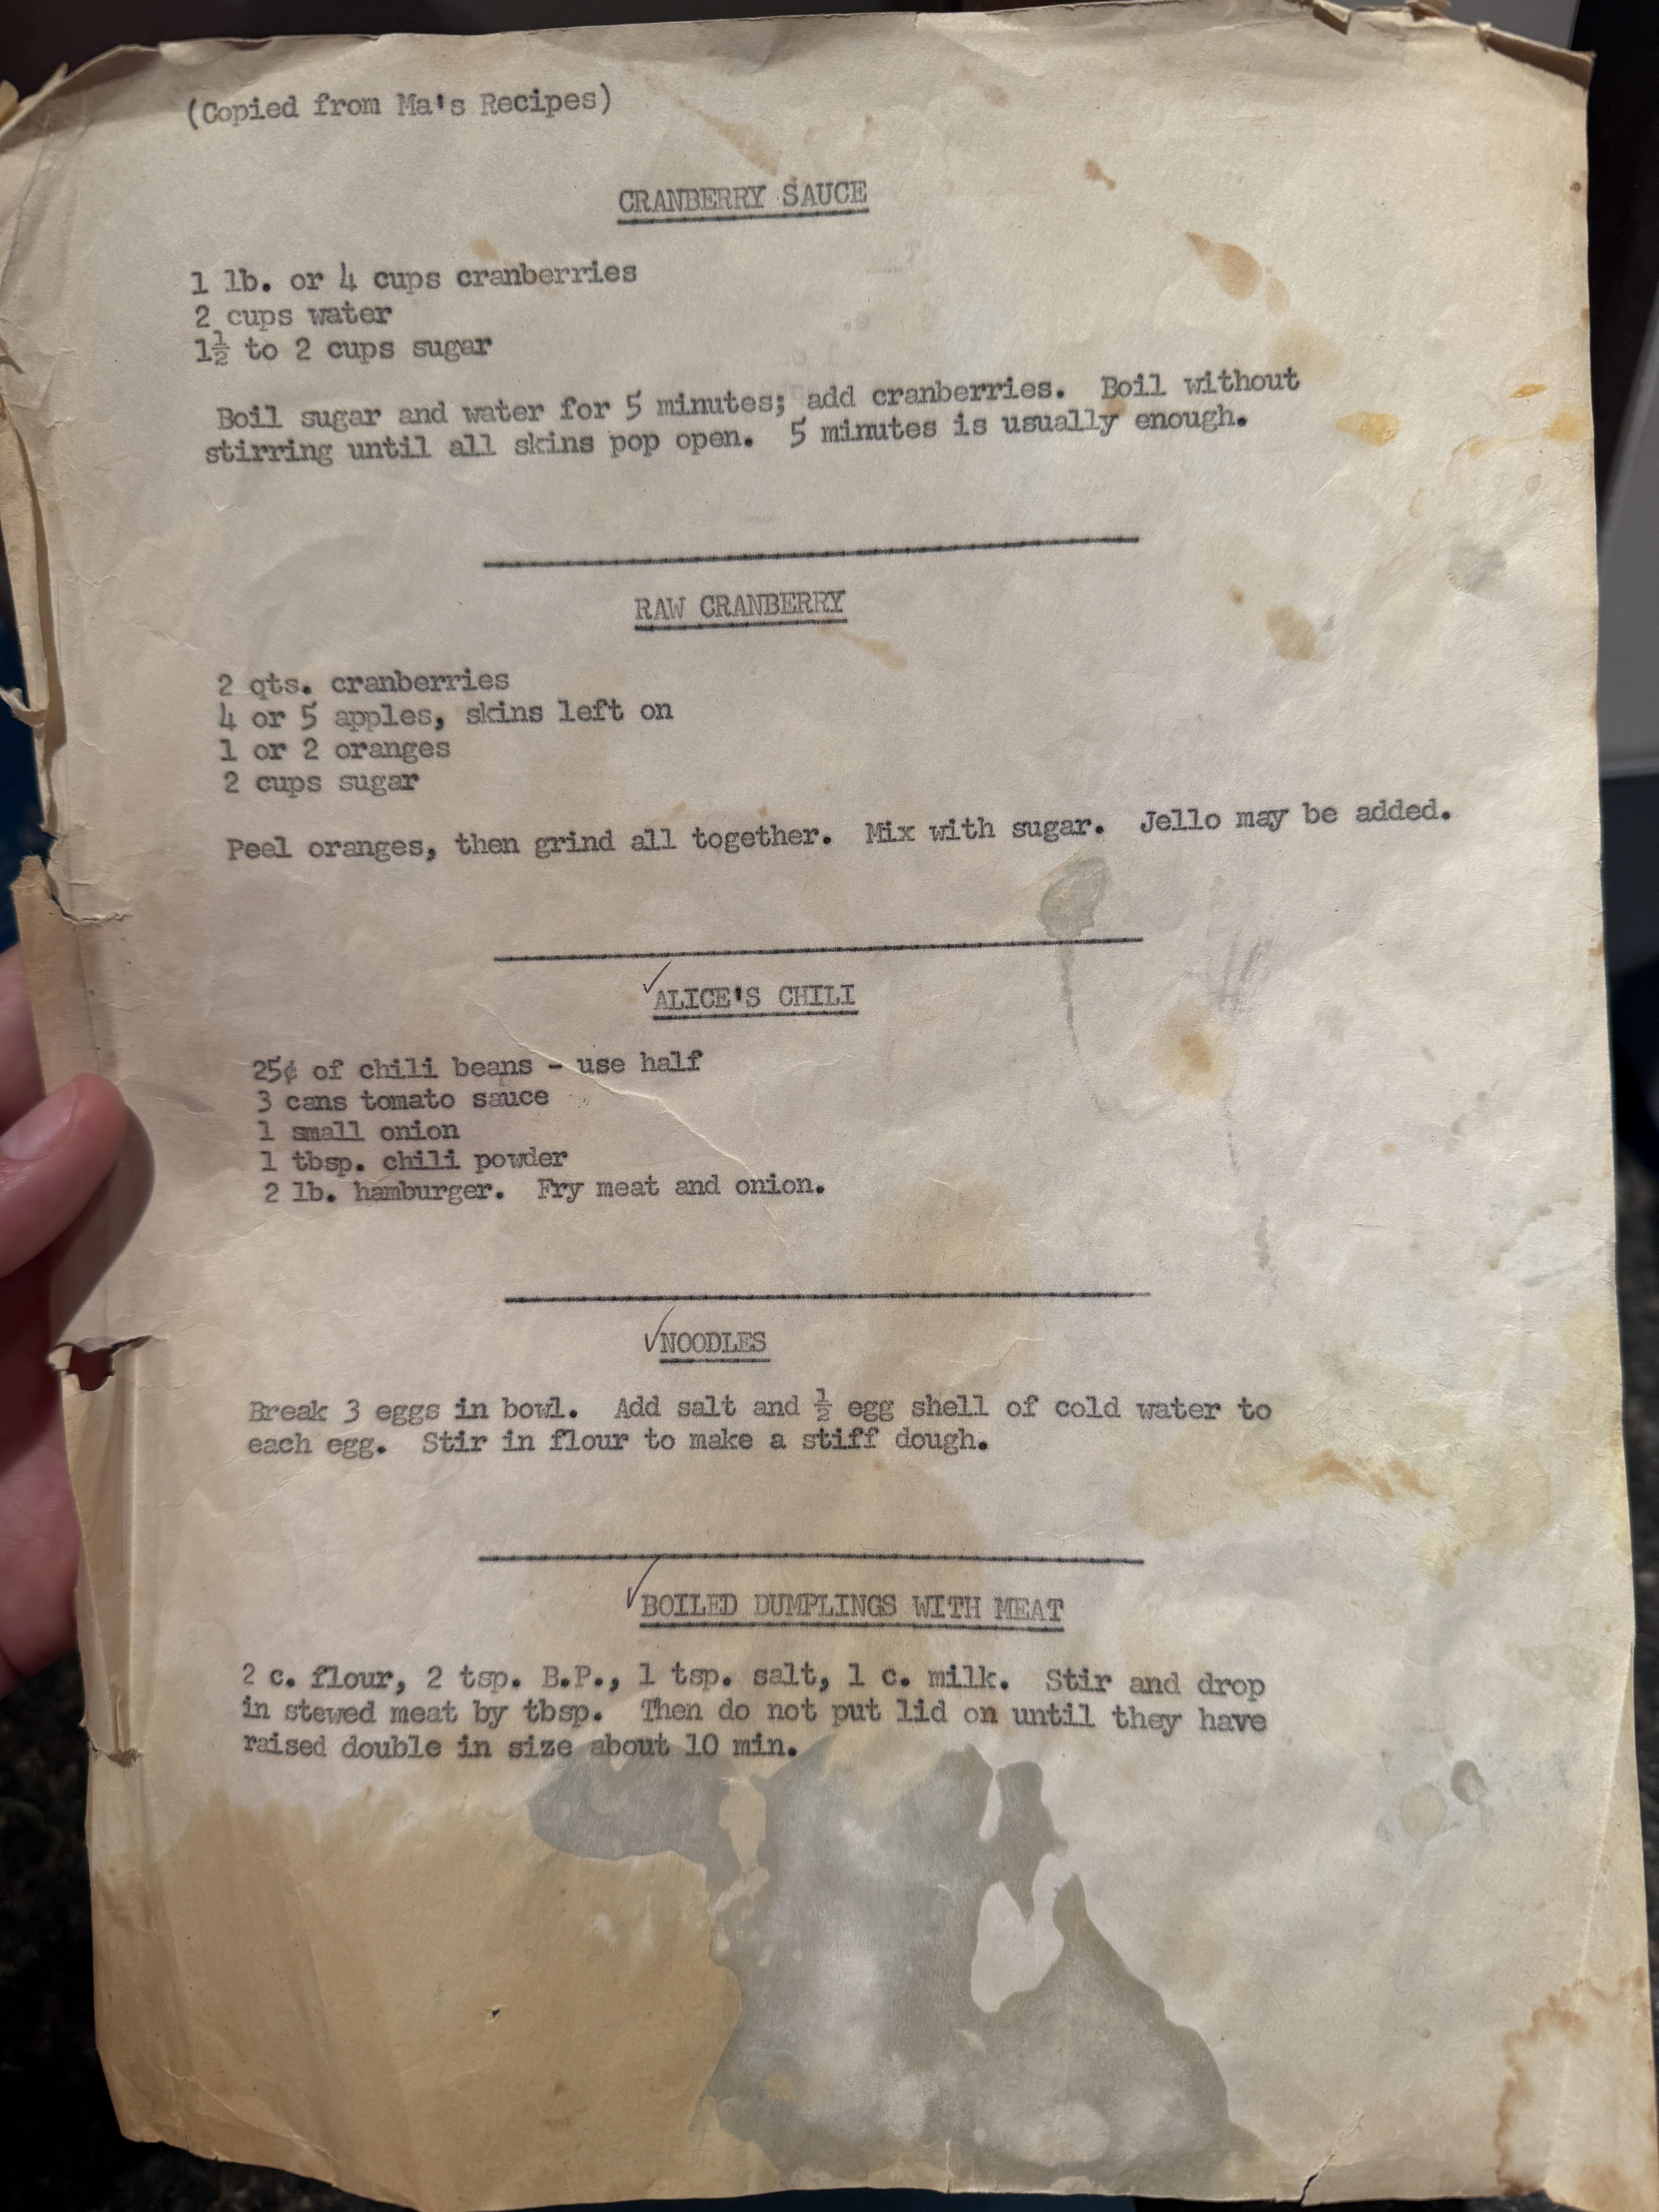 (Copied from Ma's Recipes)
CRANBERRY SAUCE
1 lb. or 4 cups cranberries
2 cups water
1½ to 2 cups sugar
Boil sugar and water for 5 minutes; add cranberries. Boil without
stirring until all skins pop open. 5 minutes is usually enough.
RAW CRANBERRY
2 qts. cranberries
4 or 5 apples, skins left on
1 or 2 oranges
2 cups sugar
Peel oranges, then grind all together. Mix with sugar. Jello may be added.
✓ALICE'S CHILI
25¢ of chili beans - use half
3 cans tomato sauce
1 small onion
1 tbsp. chili powder
2 lb. hamburger. Fry meat and onion.
✓NOODLES
Break 3 eggs in bowl. Add salt and ½ egg shell of cold water to
each egg. Stir in flour to make a stiff dough.
✓BOILED DUMPLINGS WITH MEAT
2 c. flour, 2 tsp. B.P., 1 tsp. salt, 1 c. milk. Stir and drop
in stewed meat by tbsp. Then do not put lid on until they have
raised double in size about 10 min.